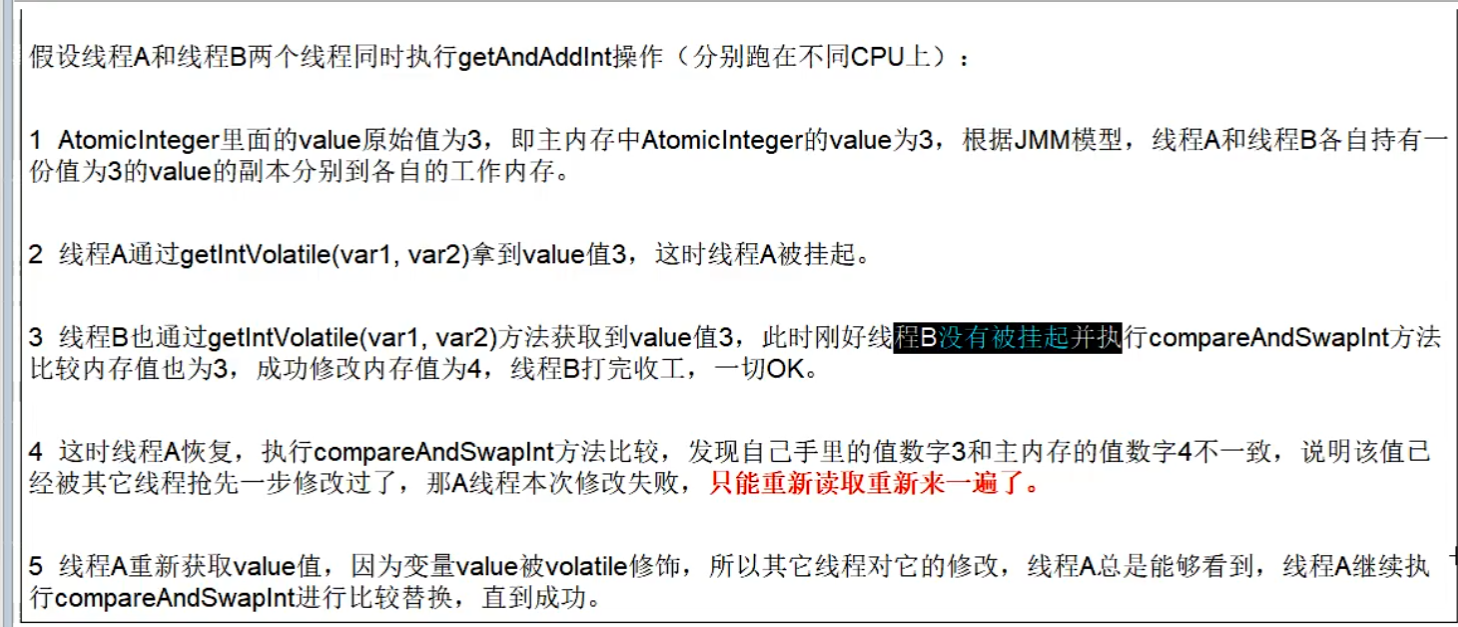 假设线程A和线程B两个线程同时执行getAndAddInt操作（分别跑在不同CPU上）：
1 AtomicInteger里面的value原始值为3，即主内存中AtomicInteger的value为3，根据JMM模型，线程A和线程B各自持有一
份值为3的value的副本分别到各自的工作内存。
2 线程A通过getIntVolatile(var1, var2)拿到value值3，这时线程A被挂起。
3 线程B也通过getIntVolatile(var1, var2)方法获取到value值3，此时刚好线程B没有被挂起并执行compareAndSwapInt方法
比较内存值也为3，成功修改内存值为4，线程B打完收工，一切OK。
4 这时线程A恢复，执行compareAndSwapInt方法比较，发现自己手里的值数字3和主内存的值数字4不一致，说明该值已
经被其它线程抢先一步修改过了，那A线程本次修改失败，只能重新读取重新来一遍了。
5 线程A重新获取value值，因为变量value被volatile修饰，所以其它线程对它的修改，线程A总是能够看到，线程A继续执
行compareAndSwapInt进行比较替换，直到成功。